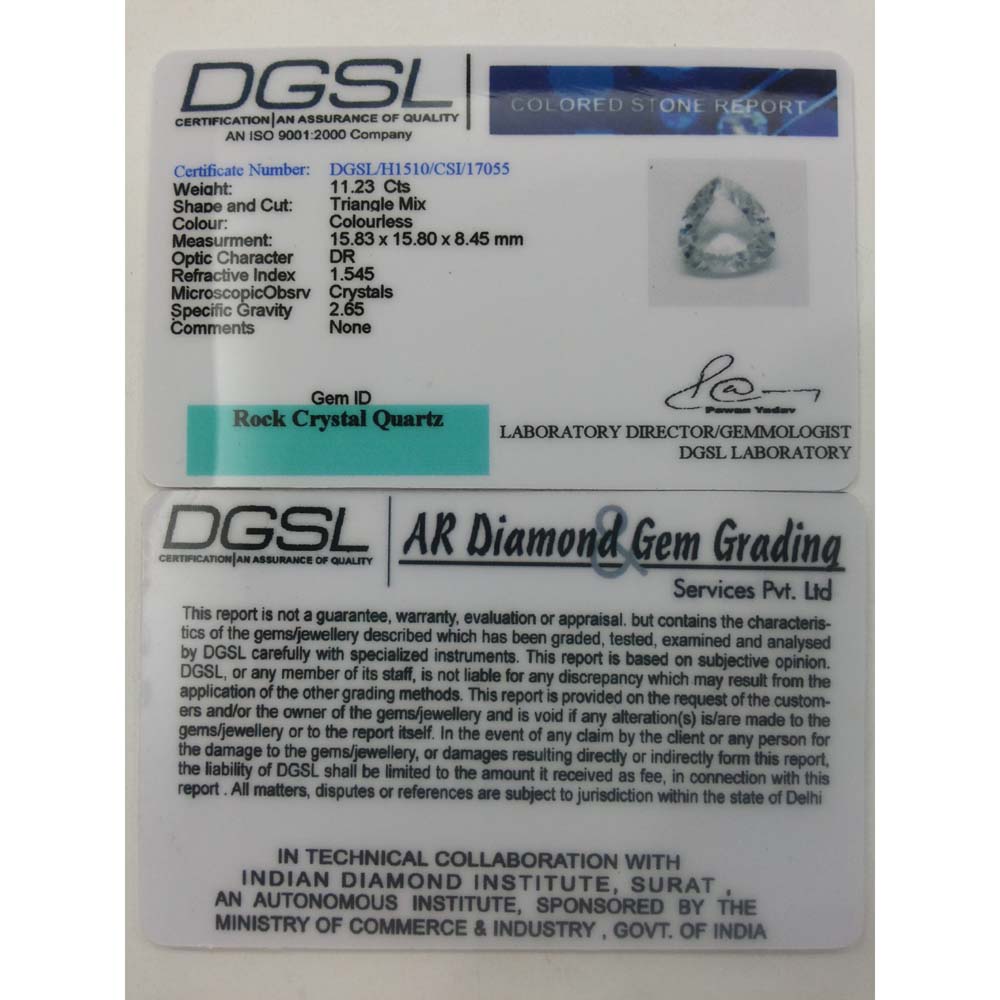 DGSL
CERTIFICATION|AN ASSURANCE OF QUALITY
AN ISO 9001:2000 Company
COLORED STONE REPORT
Certificate Number: DGSL/H1510/CSI/17055
Weight: 11.23 Cts
Shape and Cut: Triangle Mix
Colour: Colourless
Measurment: 15.83 x 15.80 x 8.45 mm
Optic Character DR
Refractive Index 1.545
MicroscopicObsrv Crystals
Specific Gravity 2.65
Comments None
Gem ID
Rock Crystal Quartz
Pawan Yadav
LABORATORY DIRECTOR/GEMMOLOGIST
DGSL LABORATORY
DGSL
CERTIFICATION|AN ASSURANCE OF QUALITY
AR Diamond & Gem Grading
Services Pvt. Ltd
This report is not a guarantee, warranty, evaluation or appraisal. but contains the characteris-
tics of the gems/jewellery described which has been graded, tested, examined and analysed
by DGSL carefully with specialized instruments. This report is based on subjective opinion.
DGSL, or any member of its staff, is not liable for any discrepancy which may result from the
application of the other grading methods. This report is provided on the request of the custom-
ers and/or the owner of the gems/jewellery and is void if any alteration(s) is/are made to the
gems/jewellery or to the report itself. In the event of any claim by the client or any person for
the damage to the gems/jewellery, or damages resulting directly or indirectly form this report,
the liability of DGSL shall be limited to the amount it received as fee, in connection with this
report . All matters, disputes or references are subject to jurisdiction within the state of Delhi
IN TECHNICAL COLLABORATION WITH
INDIAN DIAMOND INSTITUTE, SURAT ,
AN AUTONOMOUS INSTITUTE, SPONSORED BY THE
MINISTRY OF COMMERCE & INDUSTRY , GOVT. OF INDIA